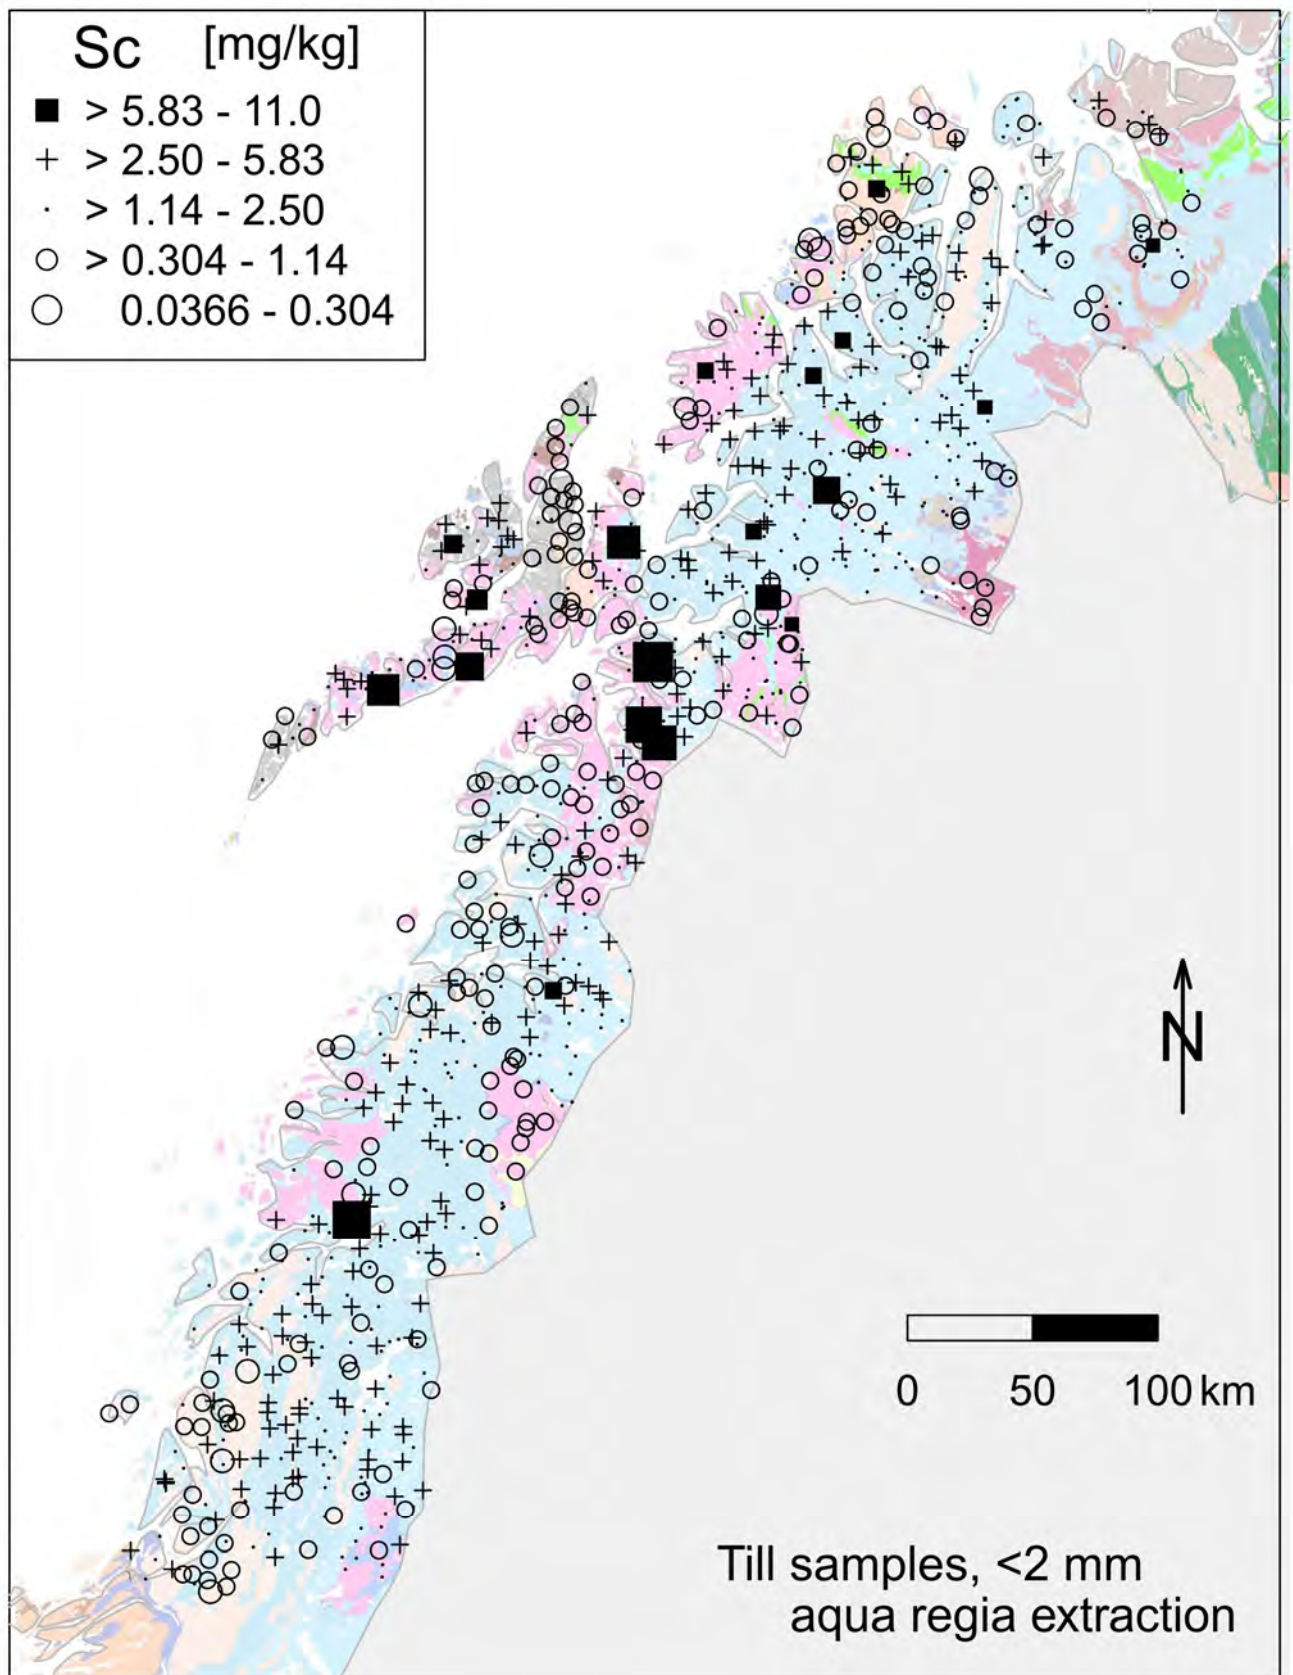 Sc [mg/kg]
> 5.83 - 11.0
> 2.50 - 5.83
> 1.14 - 2.50
> 0.304 - 1.14
0.0366 - 0.304
N
0 50 100 km
Till samples, <2 mm
aqua regia extraction